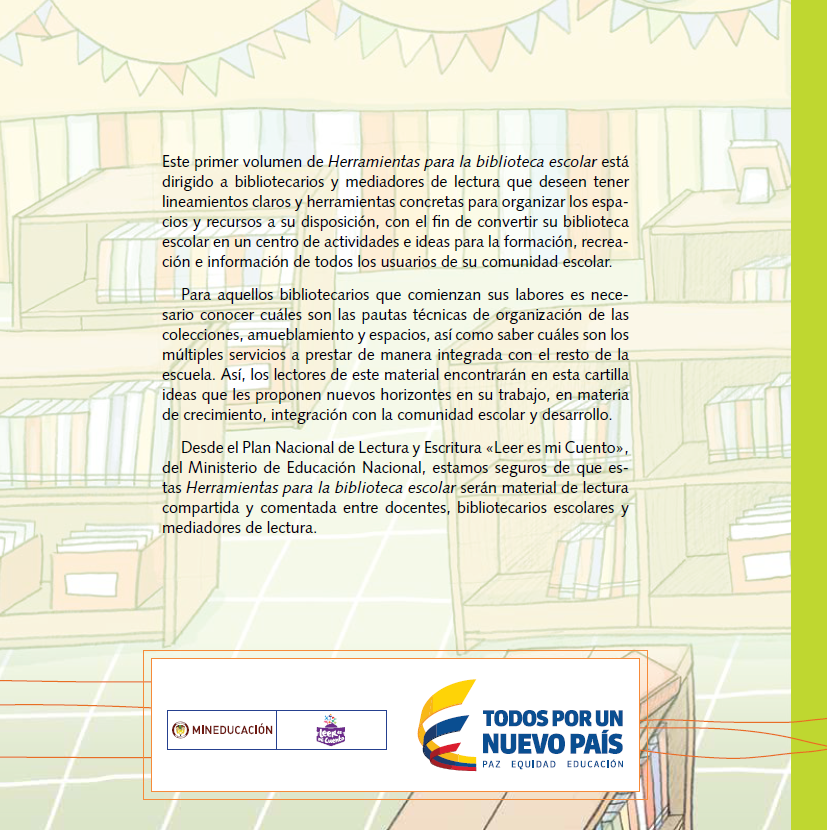 Este primer volumen de Herramientas para la biblioteca escolar está
dirigido a bibliotecarios y mediadores de lectura que deseen tener
lineamientos claros y herramientas concretas para organizar los espa-
cios y recursos a su disposición, con el fin de convertir su biblioteca
escolar en un centro de actividades e ideas para la formación, recrea-
ción e información de todos los usuarios de su comunidad escolar.
Para aquellos bibliotecarios que comienzan sus labores es nece-
sario conocer cuáles son las pautas técnicas de organización de las
colecciones, amueblamiento y espacios, así como saber cuáles son los
múltiples servicios a prestar de manera integrada con el resto de la
escuela. Así, los lectores de este material encontrarán en esta cartilla
ideas que les proponen nuevos horizontes en su trabajo, en materia
de crecimiento, integración con la comunidad escolar y desarrollo.
Desde el Plan Nacional de Lectura y Escritura «Leer es mi Cuento»,
del Ministerio de Educación Nacional, estamos seguros de que es-
tas Herramientas para la biblioteca escolar serán material de lectura
compartida y comentada entre docentes, bibliotecarios escolares y
mediadores de lectura.
MINEDUCACIÓN
Leer es
mi Cuento
TODOS POR UN
NUEVO PAÍS
PAZ EQUIDAD EDUCACIÓN